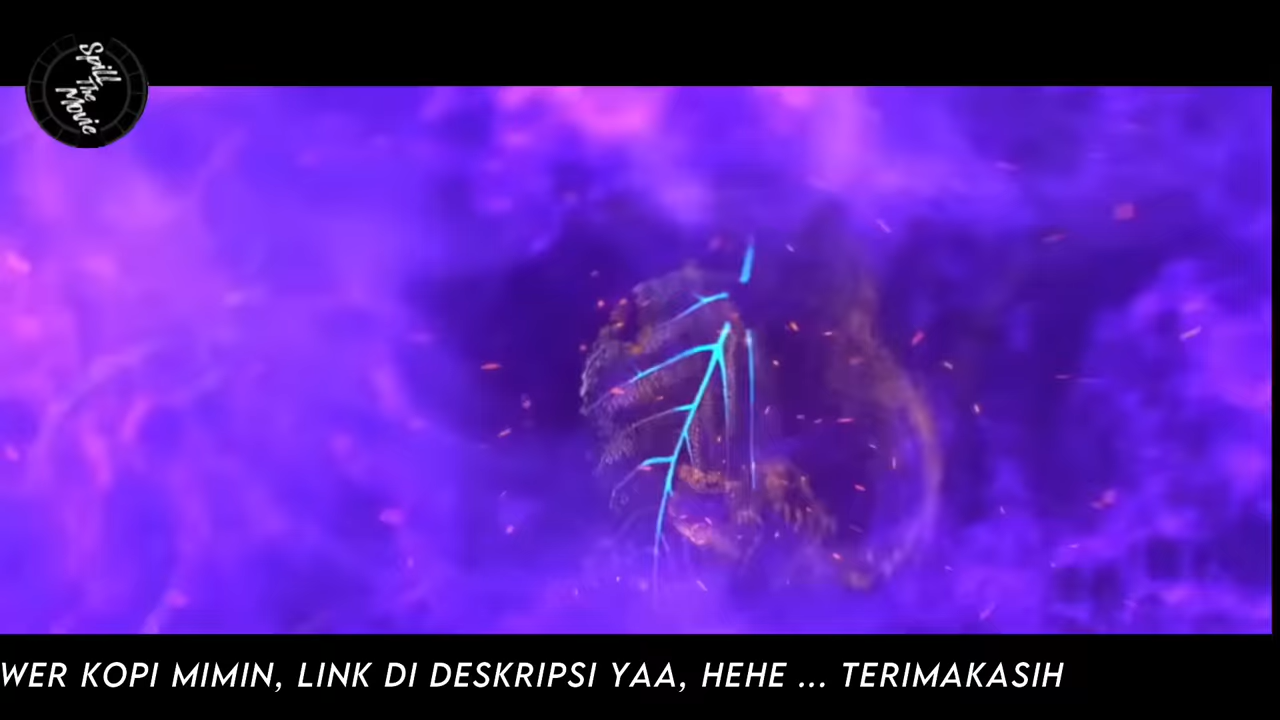 Spill
The
Movie
WER KOPI MIMIN, LINK DI DESKRIPSI YAA, HEHE ... TERIMAKASIH